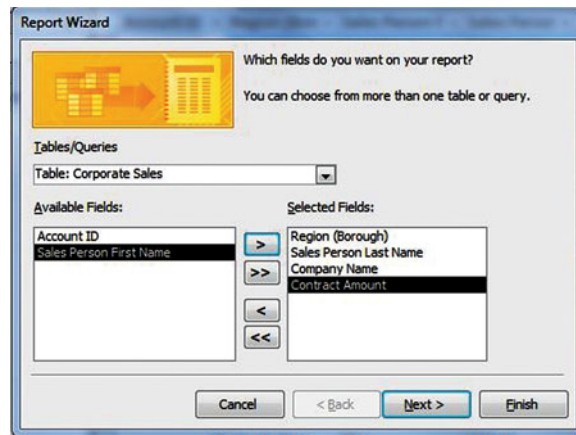 Report Wizard
Which fields do you want on your report?
You can choose from more than one table or query.
Tables/Queries
Table: Corporate Sales
Available Fields:
Selected Fields:
Account ID
Sales Person First Name
>
>>
<
<<
Region (Borough)
Sales Person Last Name
Company Name
Contract Amount
Cancel
< Back
Next >
Finish